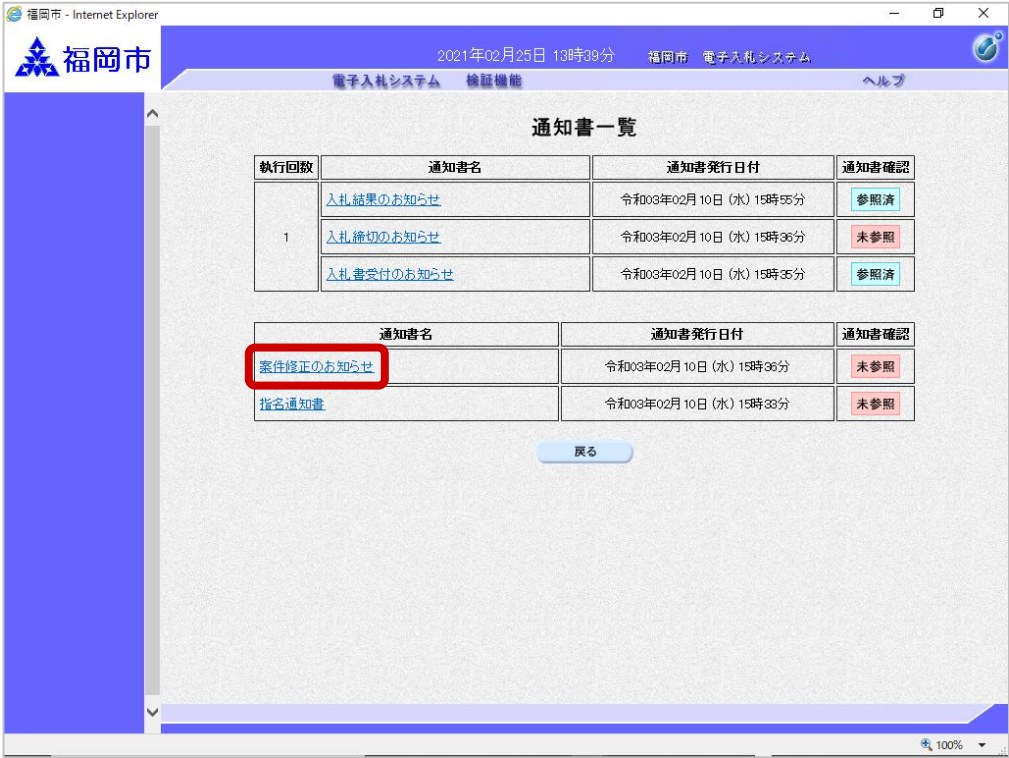 福岡市 - Internet Explorer
福岡市
2021年02月25日 13時39分 福岡市 電子入札システム
電子入札システム 検証機能 ヘルプ
通知書一覧
執行回数 通知書名 通知書発行日付 通知書確認
1
入札結果のお知らせ 令和03年02月10日 (水) 15時55分 参照済
入札締切のお知らせ 令和03年02月10日 (水) 15時36分 未参照
入札書受付のお知らせ 令和03年02月10日 (水) 15時35分 参照済
通知書名 通知書発行日付 通知書確認
案件修正のお知らせ 令和03年02月10日 (水) 15時36分 未参照
指名通知書 令和03年02月10日 (水) 15時33分 未参照
戻る
100%